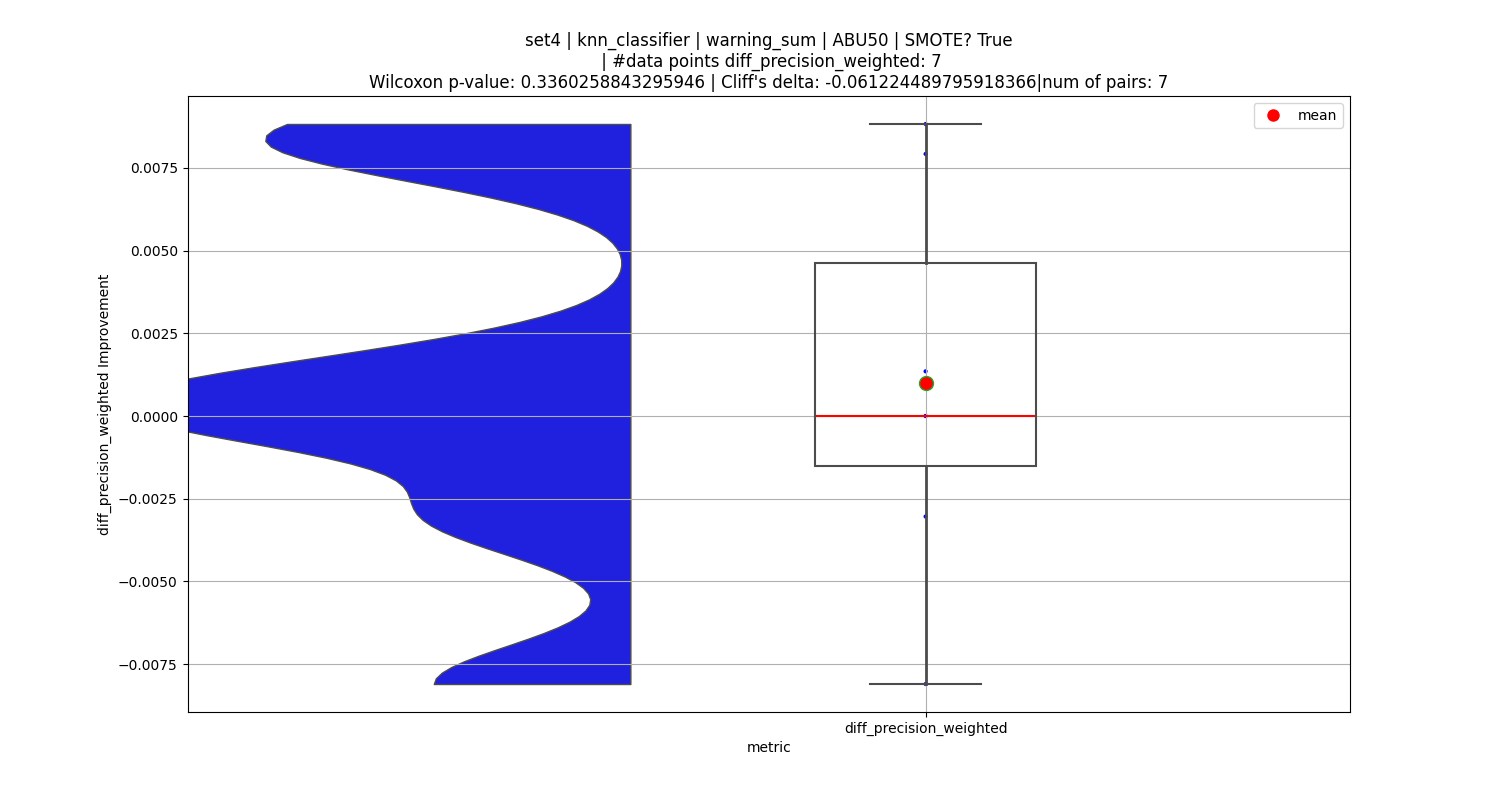 set4 | knn_classifier | warning_sum | ABU50 | SMOTE? True
| #data points diff_precision_weighted: 7
Wilcoxon p-value: 0.3360258843295946 | Cliff's delta: -0.061224489795918366|num of pairs: 7
mean
0.0075
0.0050
0.0025
0.0000
−0.0025
−0.0050
−0.0075
diff_precision_weighted Improvement
diff_precision_weighted
metric